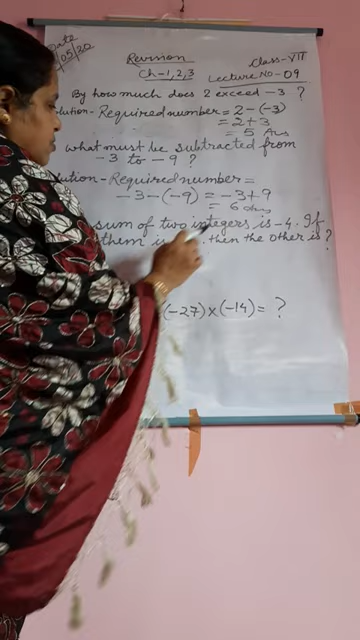 Date
/05/20
Revision
Class-VII
Ch-1,2,3
Lecture No-09
By how much does 2 exceed -3 ?
lution- Required number = 2-(-3)
= 2+3
= 5 Ans
what must be subtracted from
-3 to -9 ?
ution- Required number =
-3-(-9) = -3+9
= 6 Ans
sum of two integers is -4. If
them is then the other is ?
(-27)×(-14)= ?